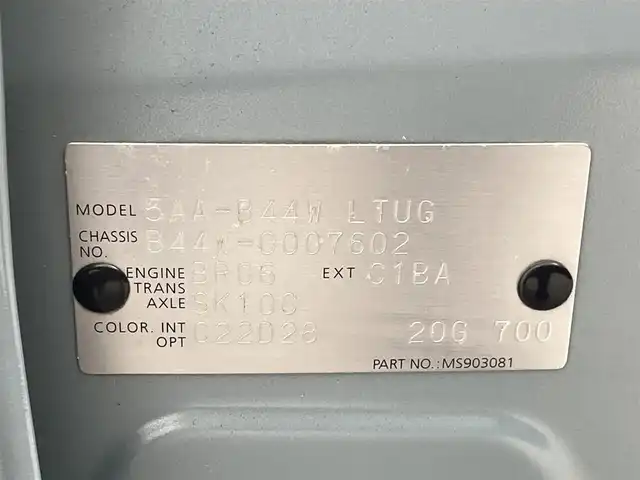 MODEL 5AA-B44W LTUG
CHASSIS NO. B44W-0007602
ENGINE BR06 EXT C1BA
TRANS AXLE SK10C
COLOR. INT OPT C22D28 20G 700
PART NO.: MS903081